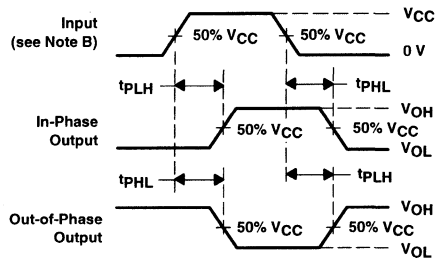 Input
(see Note B)
50% VCC
50% VCC
VCC
0 V
tPLH
tPHL
In-Phase
Output
50% VCC
50% VCC
VOH
VOL
tPHL
tPLH
Out-of-Phase
Output
50% VCC
50% VCC
VOH
VOL